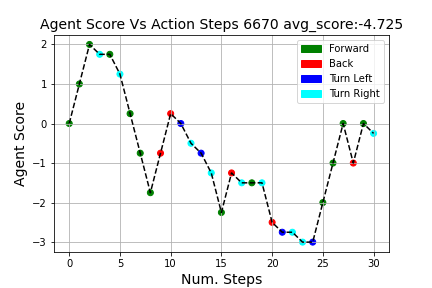 Agent Score Vs Action Steps 6670 avg_score:-4.725
Agent Score
2
1
0
−1
−2
−3
Forward
Back
Turn Left
Turn Right
0 5 10 15 20 25 30
Num. Steps